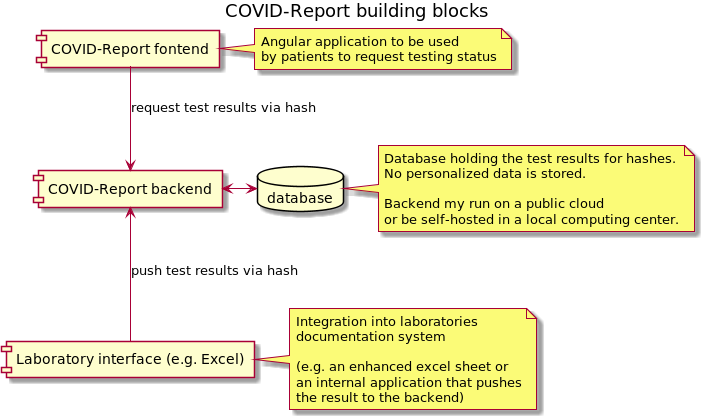 COVID-Report building blocks
COVID-Report fontend
Angular application to be used
by patients to request testing status
request test results via hash
COVID-Report backend
database
Database holding the test results for hashes.
No personalized data is stored.
Backend my run on a public cloud
or be self-hosted in a local computing center.
push test results via hash
Laboratory interface (e.g. Excel)
Integration into laboratories
documentation system
(e.g. an enhanced excel sheet or
an internal application that pushes
the result to the backend)